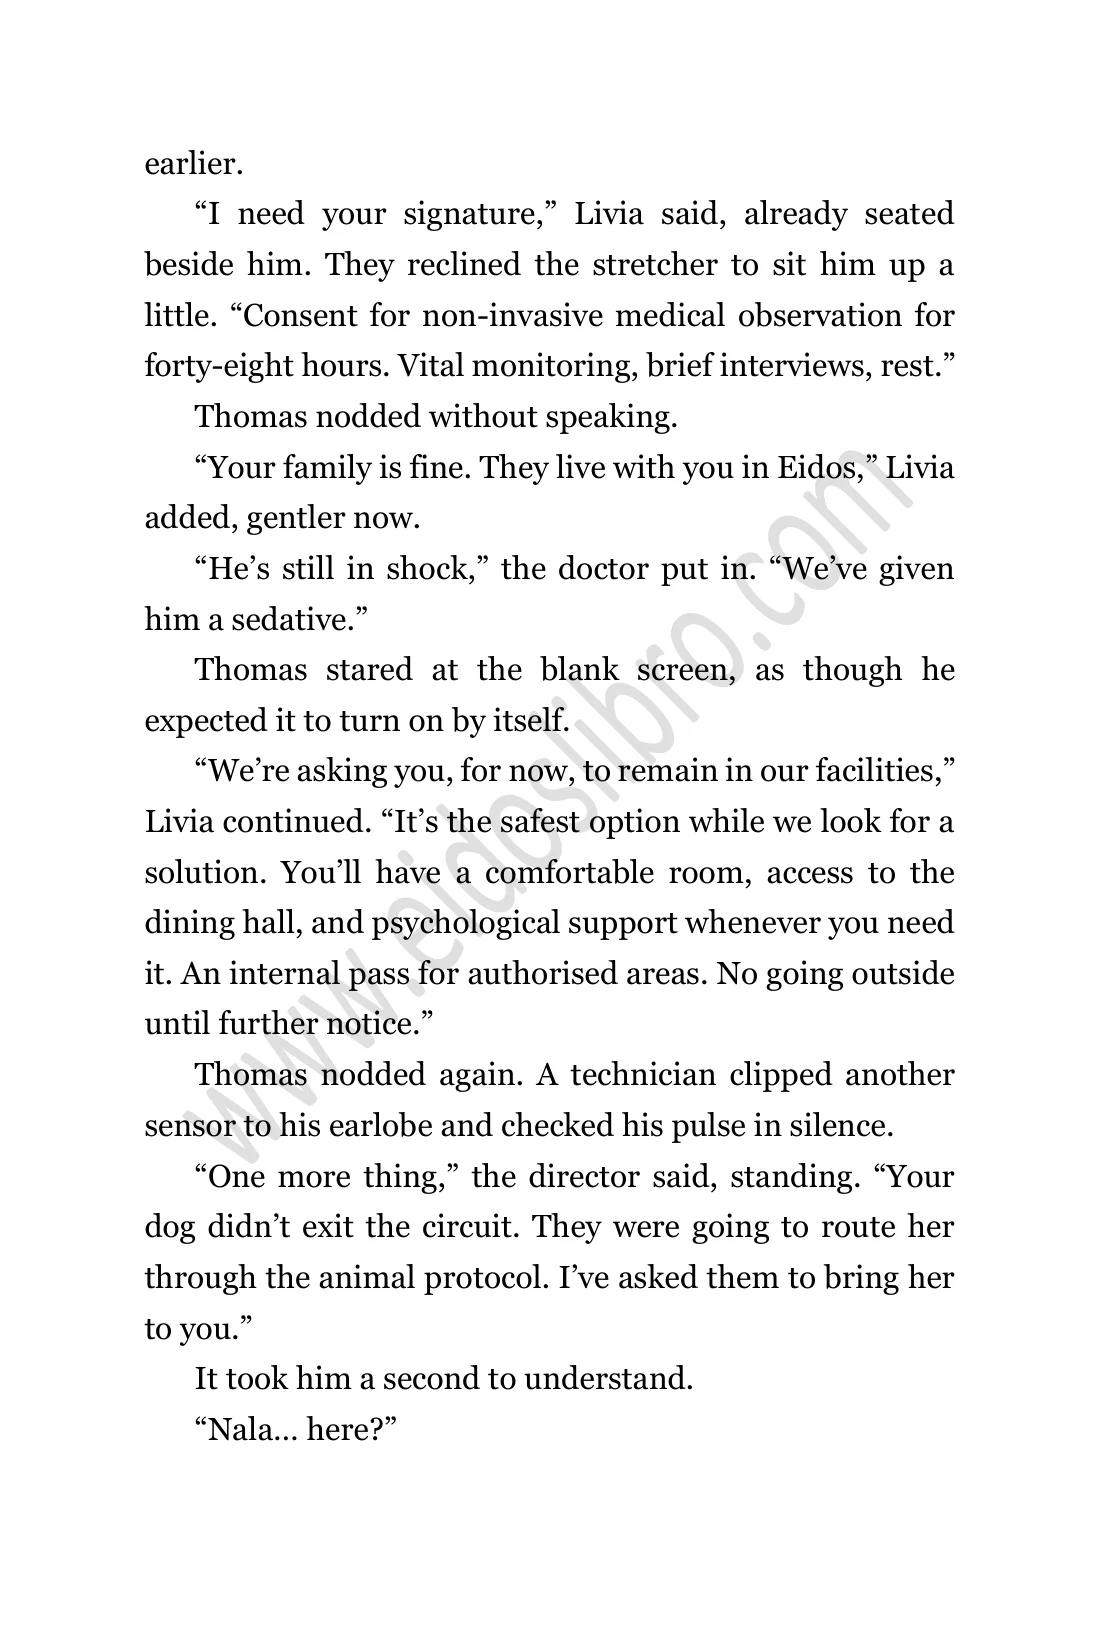 earlier.
“I need your signature,” Livia said, already seated
beside him. They reclined the stretcher to sit him up a
little. “Consent for non-invasive medical observation for
forty-eight hours. Vital monitoring, brief interviews, rest.”
Thomas nodded without speaking.
“Your family is fine. They live with you in Eidos,” Livia
added, gentler now.
“He’s still in shock,” the doctor put in. “We’ve given
him a sedative.”
Thomas stared at the blank screen, as though he
expected it to turn on by itself.
“We’re asking you, for now, to remain in our facilities,”
Livia continued. “It’s the safest option while we look for a
solution. You’ll have a comfortable room, access to the
dining hall, and psychological support whenever you need
it. An internal pass for authorised areas. No going outside
until further notice.”
Thomas nodded again. A technician clipped another
sensor to his earlobe and checked his pulse in silence.
“One more thing,” the director said, standing. “Your
dog didn’t exit the circuit. They were going to route her
through the animal protocol. I’ve asked them to bring her
to you.”
It took him a second to understand.
“Nala… here?”
www.eidoslibro.com